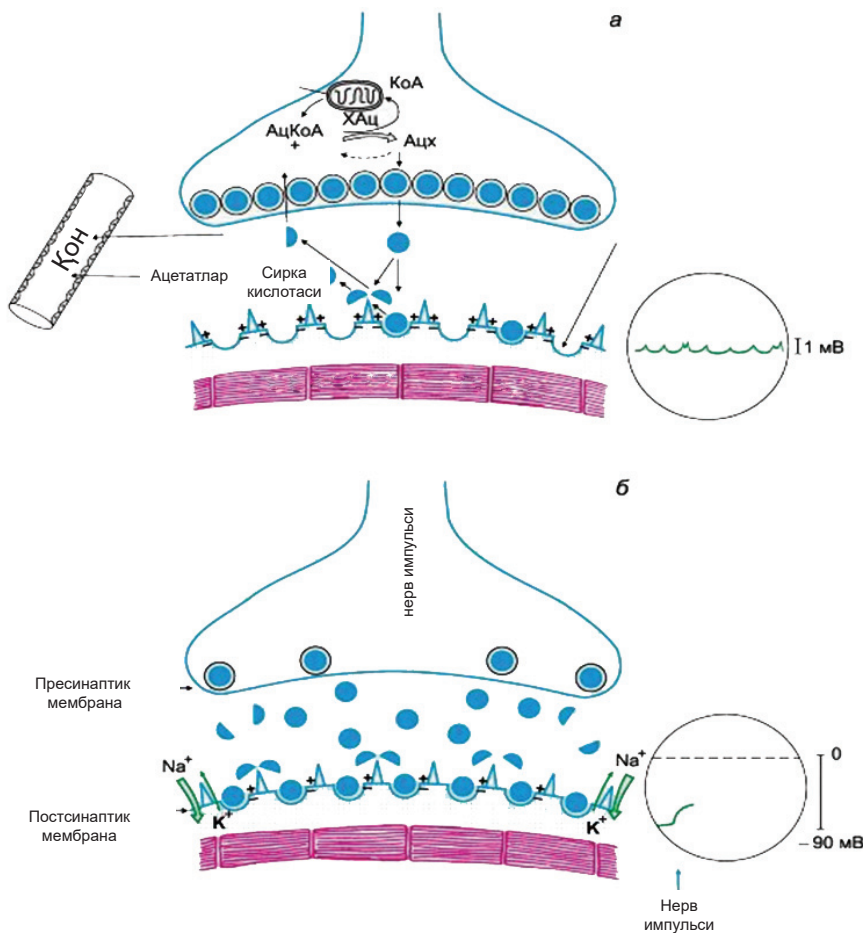 а
КоА
ХАц
АцКоА
+
Ацх
Қон
Ацетатлар
Сирка
кислотаси
1 мВ
б
нерв импульси
Пресинаптик
мембрана
Na⁺
Na⁺
0
Постсинаптик
мембрана
K⁺
K⁺
– 90 мВ
Нерв
импульси